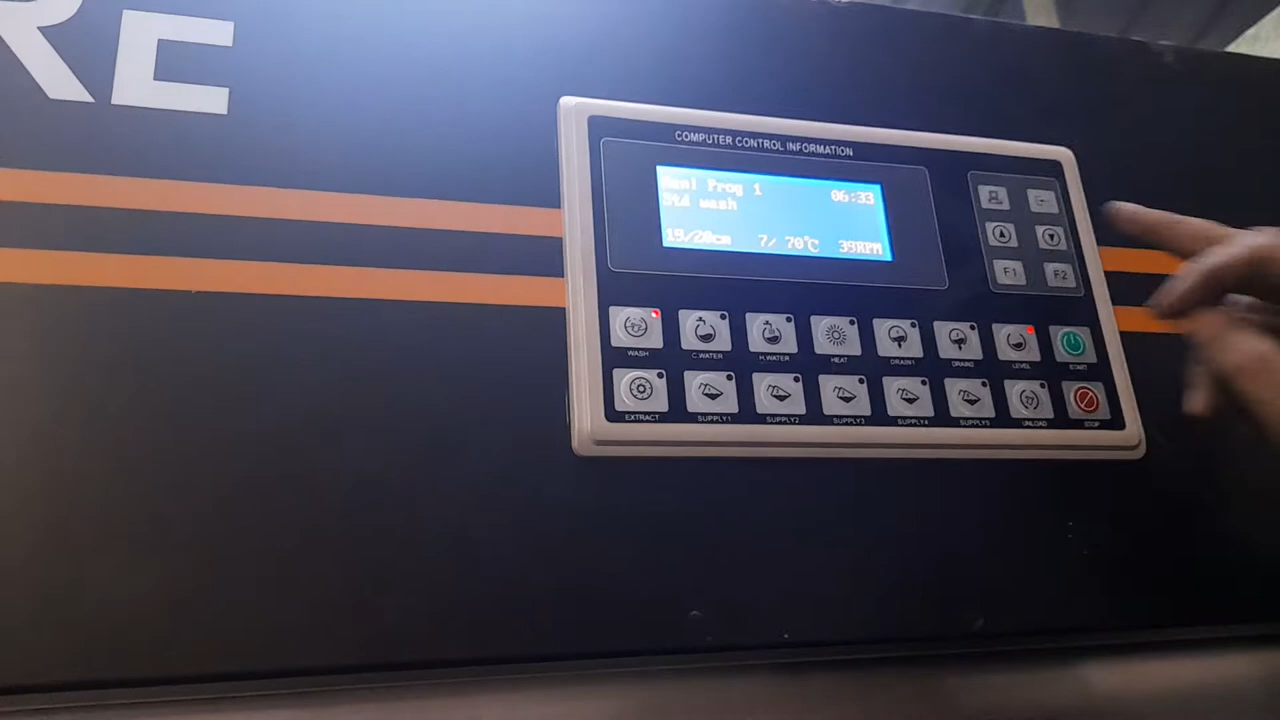 RE
COMPUTER CONTROL INFORMATION
Prog 1 06:33
Std wash
19/20cm 7/ 70℃ 39RPM
F1 F2
WASH C.WATER H.WATER HEAT DRAIN1 DRAIN2 LEVEL START
EXTRACT SUPPLY1 SUPPLY2 SUPPLY3 SUPPLY4 SUPPLY5 UNLOAD STOP